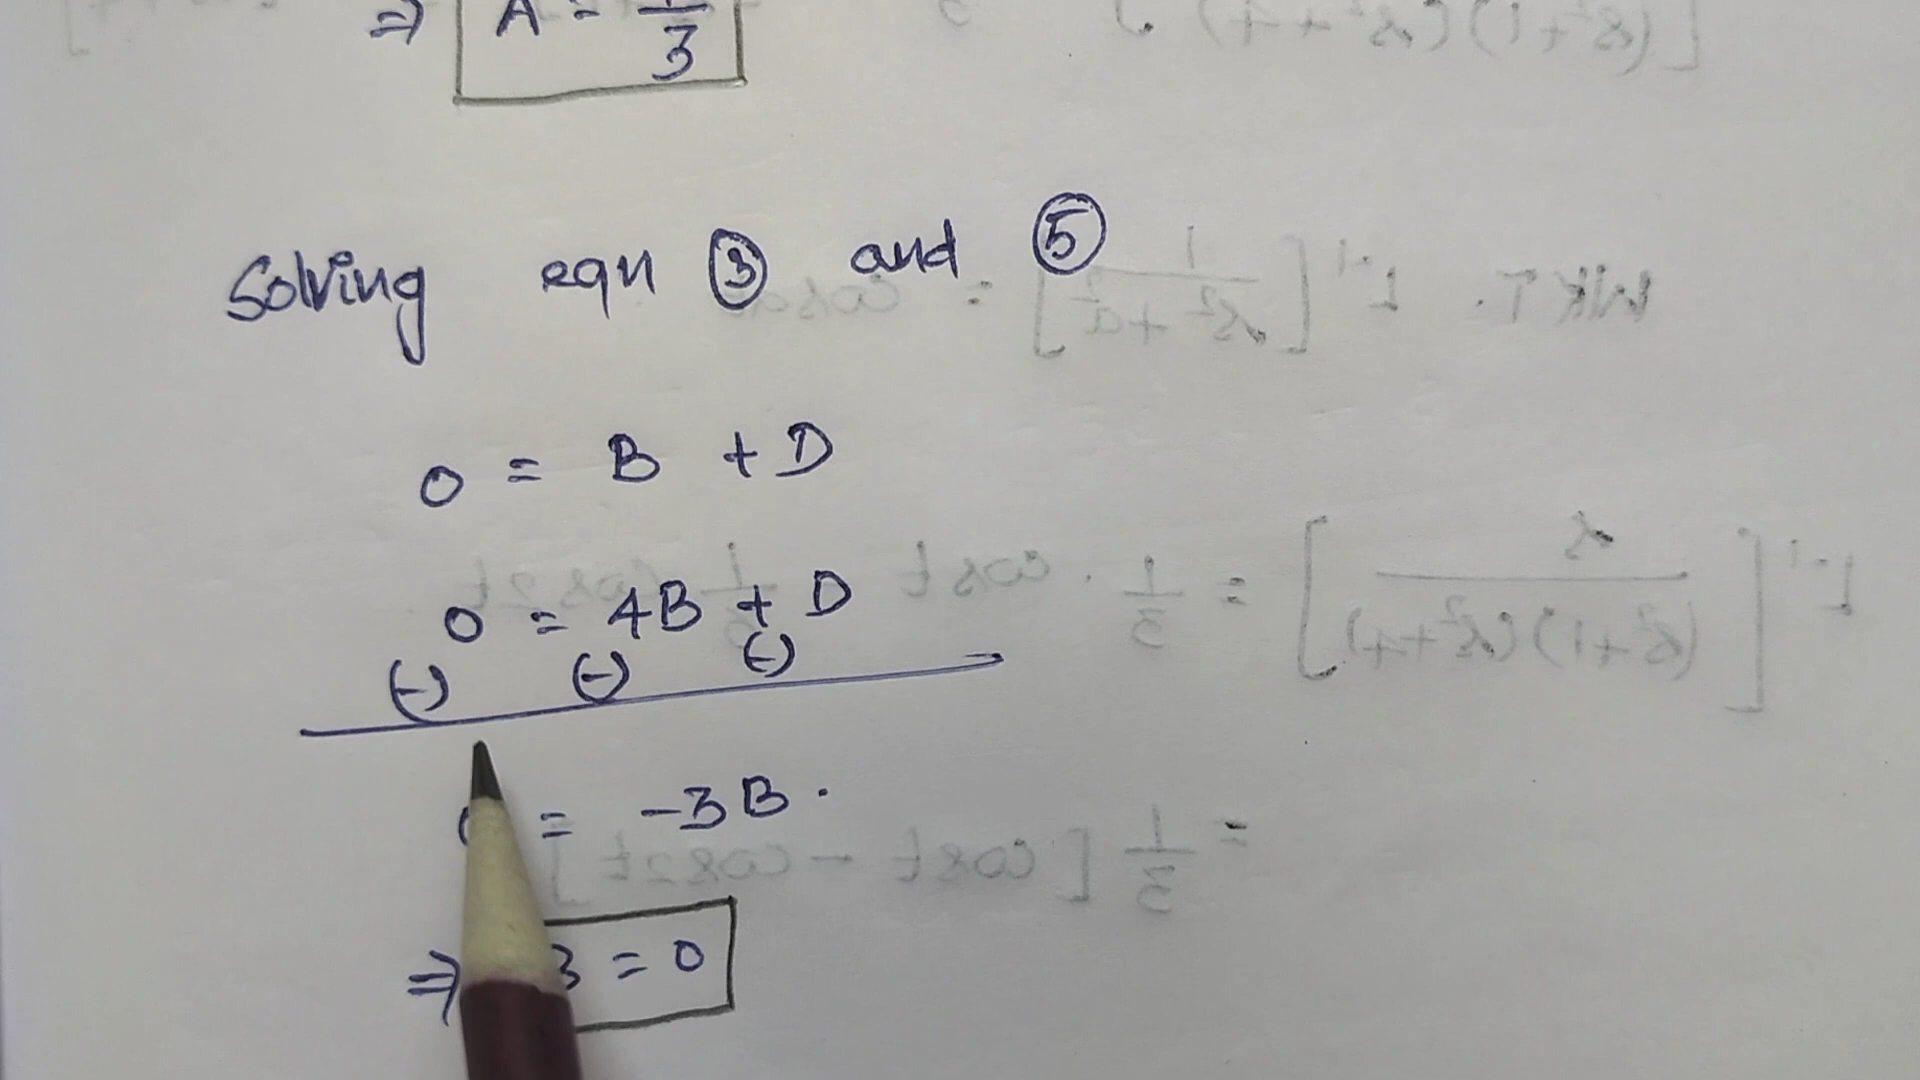 ⇒ A = 1/3
Solving eqn ③ and ⑤
0 = B + D
0 = 4B + D
(-) (-) (-)
= -3B.
⇒ B = 0